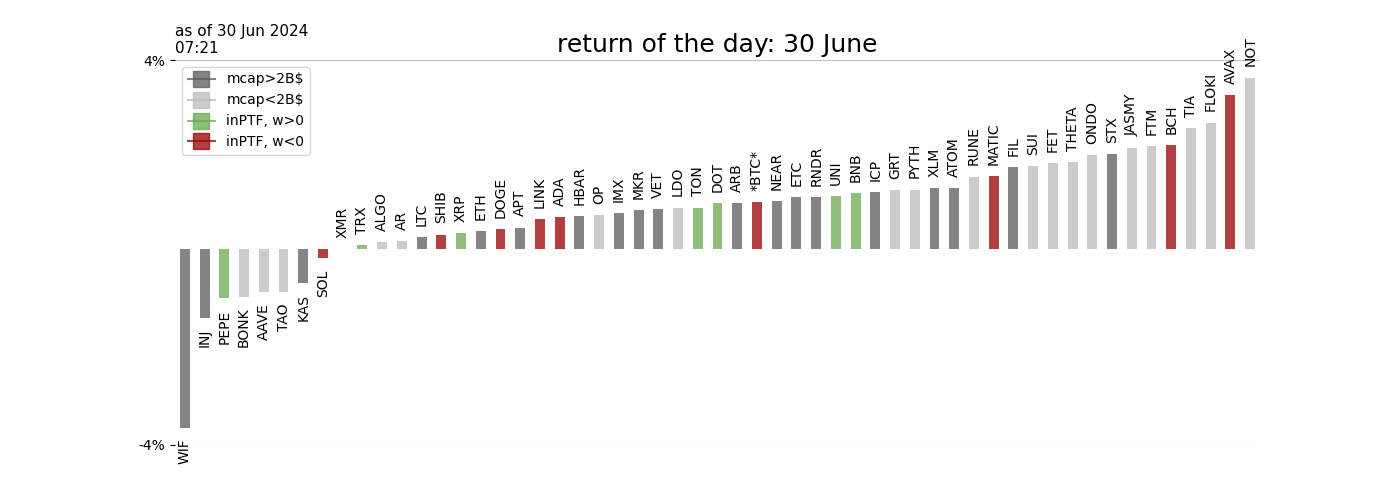 as of 30 Jun 2024
07:21
return of the day: 30 June
4%
mcap>2B$
mcap<2B$
inPTF, w>0
inPTF, w<0
-4%
WIF
INJ
PEPE
BONK
AAVE
TAO
KAS
SOL
XMR
TRX
ALGO
AR
LTC
SHIB
XRP
ETH
DOGE
APT
LINK
ADA
HBAR
OP
IMX
MKR
VET
LDO
TON
DOT
ARB
*BTC*
NEAR
ETC
RNDR
UNI
BNB
ICP
GRT
PYTH
XLM
ATOM
RUNE
MATIC
FIL
SUI
FET
THETA
ONDO
STX
JASMY
FTM
BCH
TIA
FLOKI
AVAX
NOT